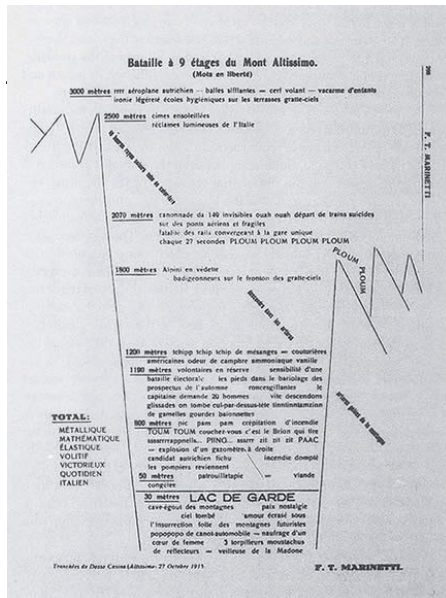 Bataille à 9 étages du Mont Altissimo.
(Mots en liberté)
3000 mètres rrrr aéroplane autrichien — balles sifflantes — cerf volant — vacarme d'enfants
ironie légèreté écoles hygiéniques sur les terrasses gratte-ciels
2500 mètres cimes ensoleillées
réclames lumineuses de l'Italie
F. T. MARINETTI
2070 mètres canonnade da 149 invisibles ouah ouah départ de trains suicides
sur des ponts aériens et fragiles
fatalité des rails convergeant à la gare unique
chaque 27 secondes PLOUM PLOUM PLOUM PLOUM
PLOUM
PLOUM
1800 mètres Alpini en vedette
badigeonneurs sur le fronton des gratte-ciels
descendre dans les artères
1200 mètres tchipp tchip tchip de mésanges — couturières
américaines odeur de camphre ammoniaque vanille
1100 mètres volontaires en réserve sensibilité d'une
bataille électorale les pieds dans le bariolage des
prospectus de l'automne
capitaine demande 20 hommes vite descendons
glissades on tombe cul-par-dessus-tête tinntinntamzinn
de gamelles gourdes baionnettes
800 mètres pic pam pam crépitation d'incendie
TOUM TOUM couchez-vous c'est le Brion qui tire
zit zit zit PAAC
— explosion d'un gazomètre à droite
candidat autrichien fichu incendie dompté
les pompiers reviennent
50 mètres patrouilletapie — viande
congelée
TOTAL:
MÉTALLIQUE
MATHÉMATIQUE
ÉLASTIQUE
VOLITIF
VICTORIEUX
QUOTIDIEN
ITALIEN
30 mètres LAC DE GARDE
cave-égout des montagnes paix nostalgie
ciel tombé amour écrasé sous
l'insurrection folle des montagnes futuristes
popopopo de canot-automobile — naufrage d'un
cœur de femme 3 torpilleurs moustachus
de réflecteurs — veilleuse de la Madone
Tranchées de Dosso Casina (Altissimo) 27 Octobre 1915.
F. T. MARINETTI.